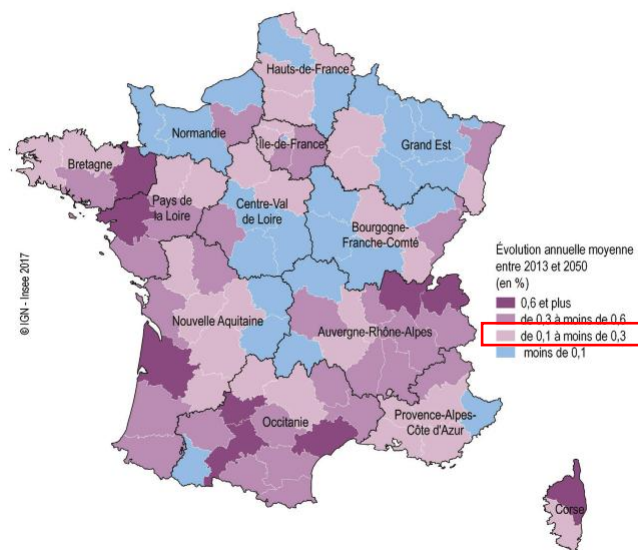 Hauts-de-France
Normandie
Île-de-France
Grand Est
Bretagne
Pays de
la Loire
Centre-Val
de Loire
Bourgogne-
Franche-Comté
Évolution annuelle moyenne
entre 2013 et 2050
(en %)
0,6 et plus
de 0,3 à moins de 0,6
de 0,1 à moins de 0,3
moins de 0,1
© IGN - Insee 2017
Nouvelle Aquitaine
Auvergne-Rhône-Alpes
Occitanie
Provence-Alpes-
Côte d'Azur
Corse